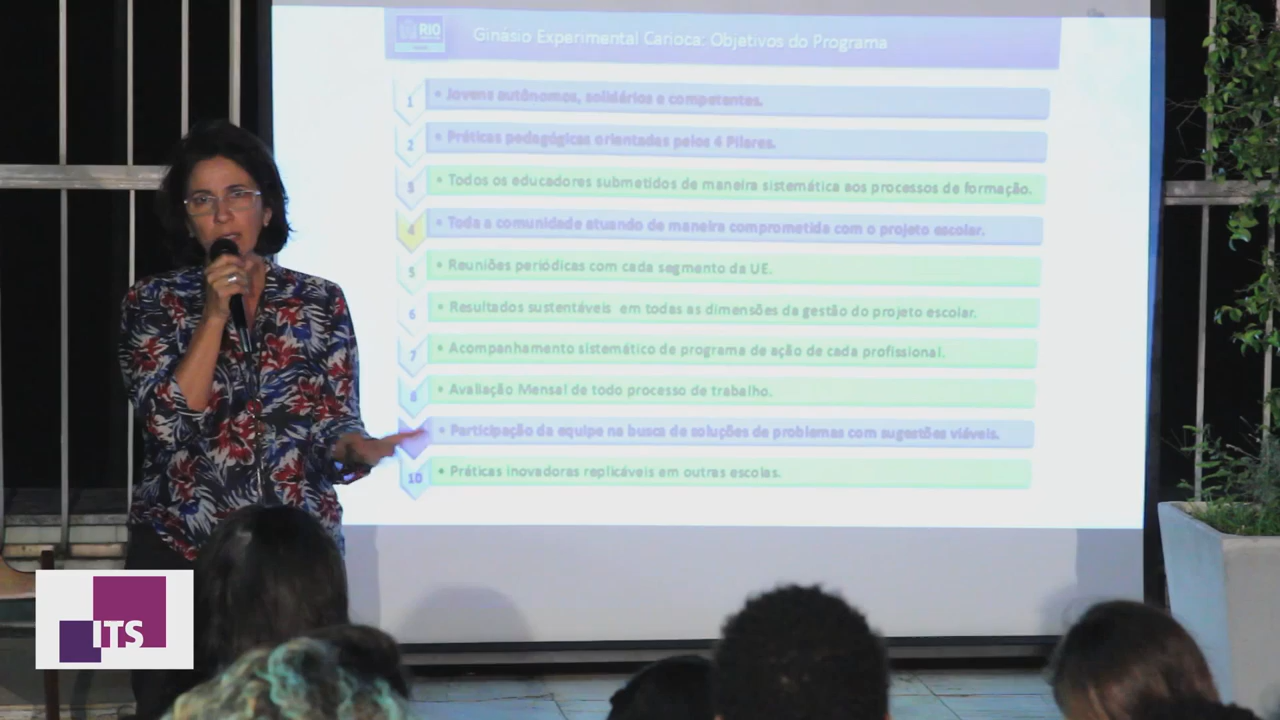 RIO
Ginásio Experimental Carioca: Objetivos do Programa
1 • Jovens autônomos, solidários e competentes.
2 • Práticas pedagógicas orientadas pelos 4 Pilares.
3 • Todos os educadores submetidos de maneira sistemática aos processos de formação.
4 • Toda a comunidade atuando de maneira comprometida com o projeto escolar.
5 • Reuniões periódicas com cada segmento da UE.
6 • Resultados sustentáveis em todas as dimensões da gestão do projeto escolar.
7 • Acompanhamento sistemático de programa de ação de cada profissional.
8 • Avaliação Mensal de todo processo de trabalho.
• Participação da equipe na busca de soluções de problemas com sugestões viáveis.
10 • Práticas inovadoras replicáveis em outras escolas.
ITS